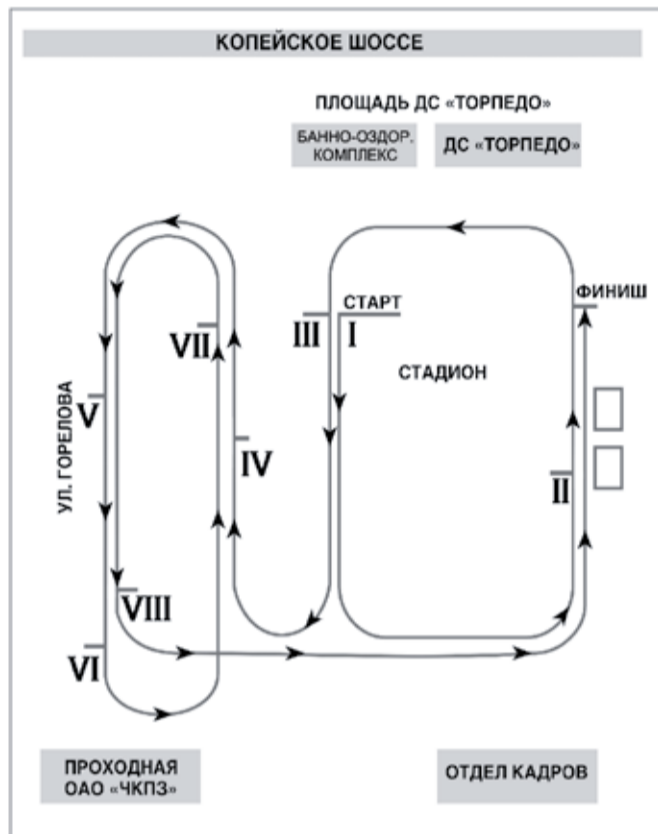 КОПЕЙСКОЕ ШОССЕ
ПЛОЩАДЬ ДС «ТОРПЕДО»
БАННО-ОЗДОР.
КОМПЛЕКС
ДС «ТОРПЕДО»
ФИНИШ
СТАРТ
III
I
VII
СТАДИОН
V
УЛ. ГОРЕЛОВА
IV
II
VIII
VI
ПРОХОДНАЯ
ОАО «ЧКПЗ»
ОТДЕЛ КАДРОВ